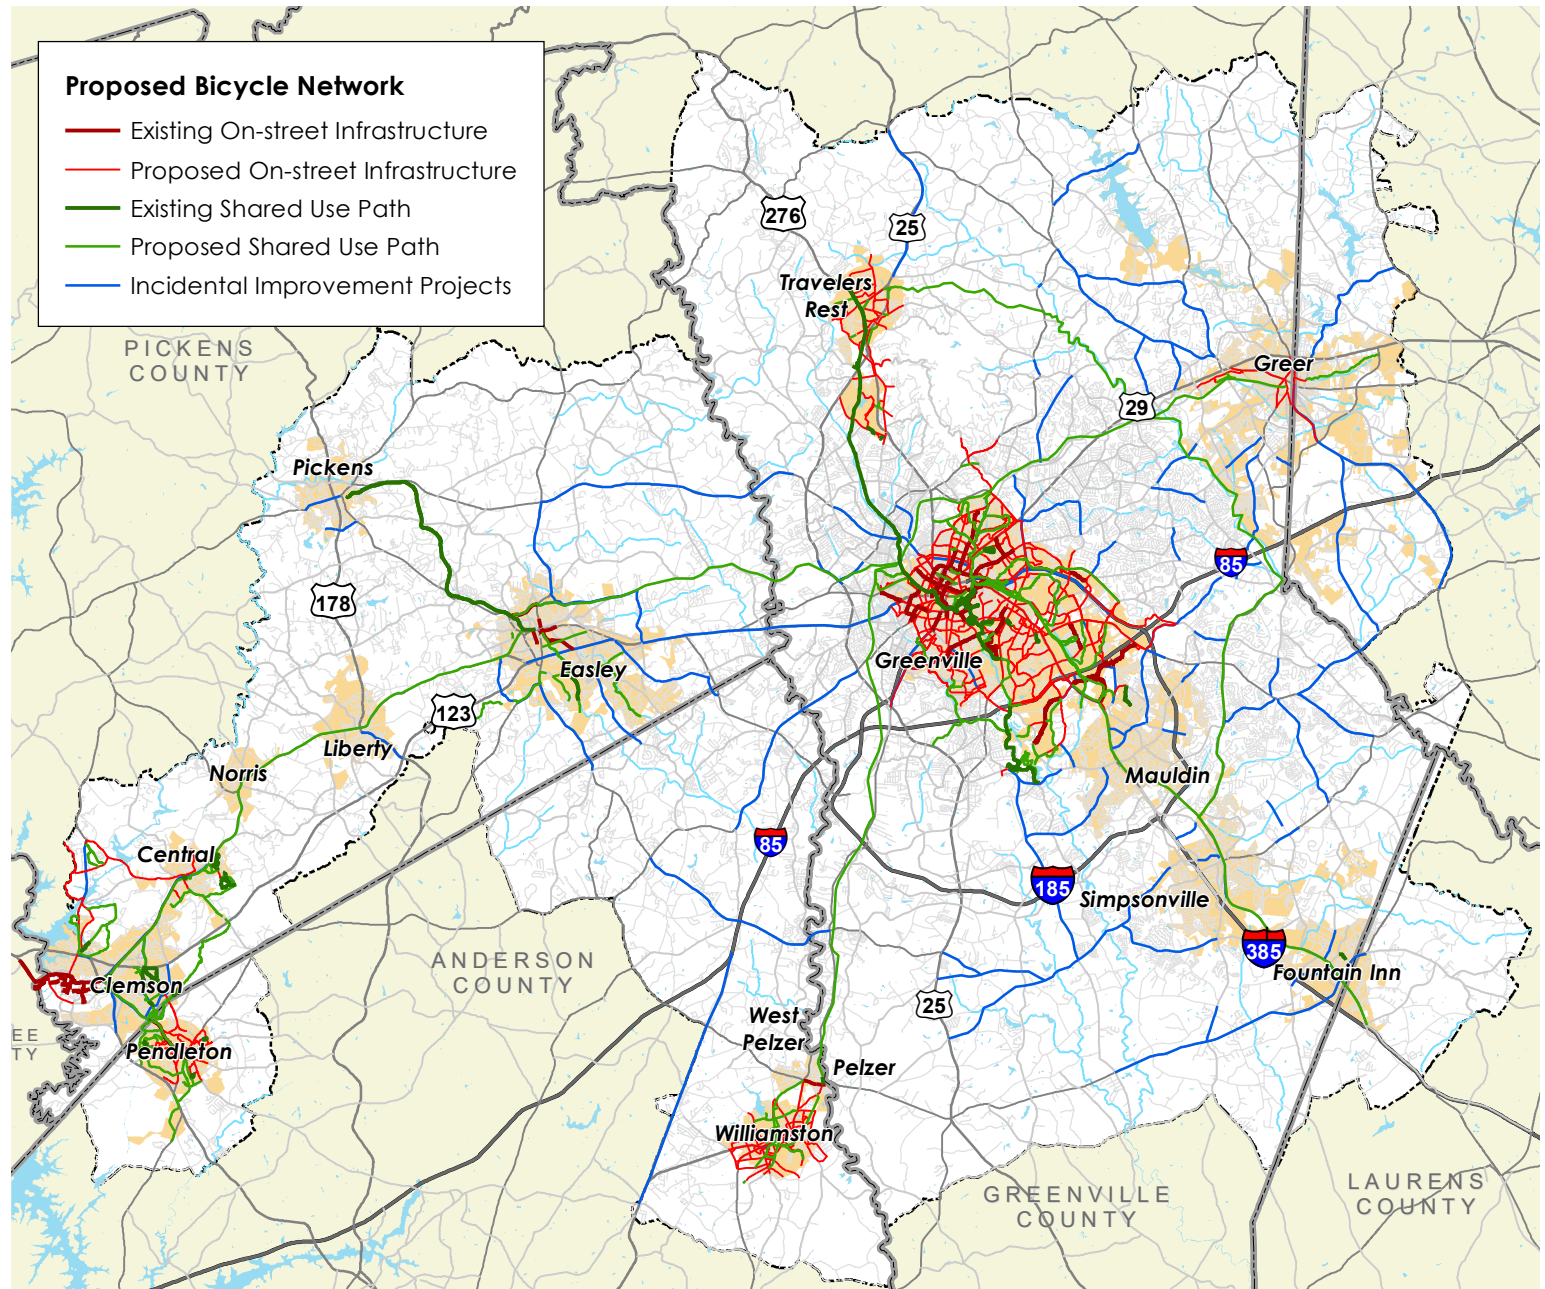 Proposed Bicycle Network
Existing On-street Infrastructure
Proposed On-street Infrastructure
Existing Shared Use Path
Proposed Shared Use Path
Incidental Improvement Projects
276
25
Travelers
Rest
PICKENS
COUNTY
Greer
29
Pickens
85
178
Greenville
Easley
123
Liberty
Norris
Mauldin
85
Central
185
Simpsonville
385
Fountain Inn
ANDERSON
COUNTY
Clemson
25
West
Pelzer
EE
TY
Pendleton
Pelzer
Williamston
GREENVILLE
COUNTY
LAURENS
COUNTY